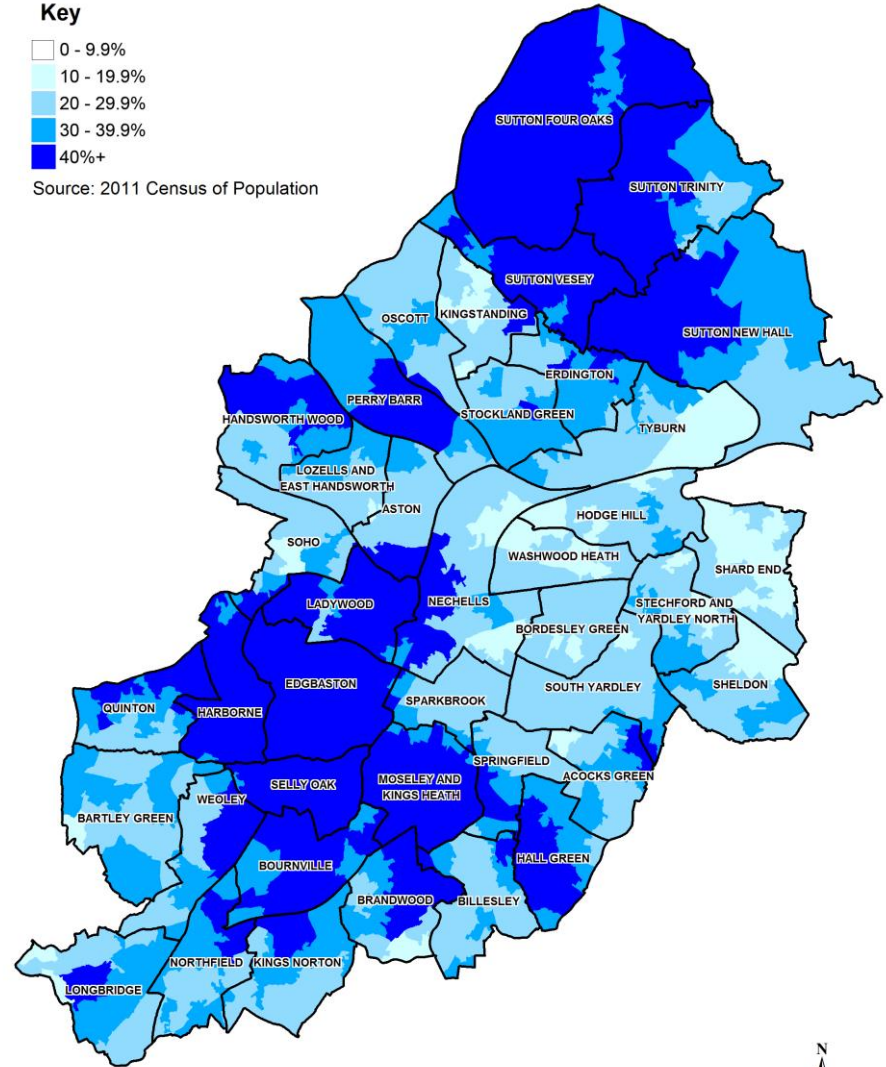 Key
0 - 9.9%
10 - 19.9%
20 - 29.9%
30 - 39.9%
40%+
Source: 2011 Census of Population
SUTTON FOUR OAKS
SUTTON TRINITY
SUTTON VESEY
OSCOTT
KINGSTANDING
SUTTON NEW HALL
ERDINGTON
PERRY BARR
HANDSWORTH WOOD
STOCKLAND GREEN
TYBURN
LOZELLS AND
EAST HANDSWORTH
ASTON
HODGE HILL
SOHO
WASHWOOD HEATH
SHARD END
LADYWOOD
NECHELLS
STECHFORD AND
YARDLEY NORTH
BORDESLEY GREEN
EDGBASTON
SHELDON
SOUTH YARDLEY
SPARKBROOK
QUINTON
HARBORNE
SPRINGFIELD
ACOCKS GREEN
MOSELEY AND
KINGS HEATH
SELLY OAK
WEOLEY
BARTLEY GREEN
HALL GREEN
BOURNVILLE
BRANDWOOD
BILLESLEY
NORTHFIELD
KINGS NORTON
LONGBRIDGE
N